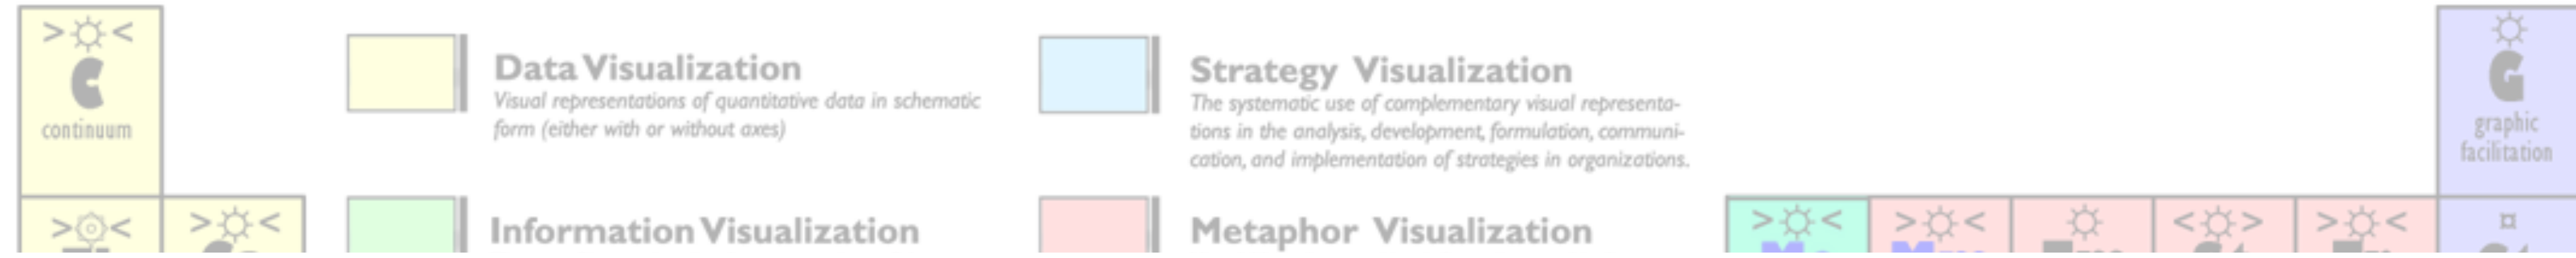 > ☼ <
C
continuum
Data Visualization
Visual representations of quantitative data in schematic
form (either with or without axes)
Strategy Visualization
The systematic use of complementary visual representa-
tions in the analysis, development, formulation, communi-
cation, and implementation of strategies in organizations.
☼
G
graphic
facilitation
>☼<
> ☼ <
Information Visualization
Metaphor Visualization
> ☼ <
> ☼ <
☼
< ☼ >
> ☼ <
¤